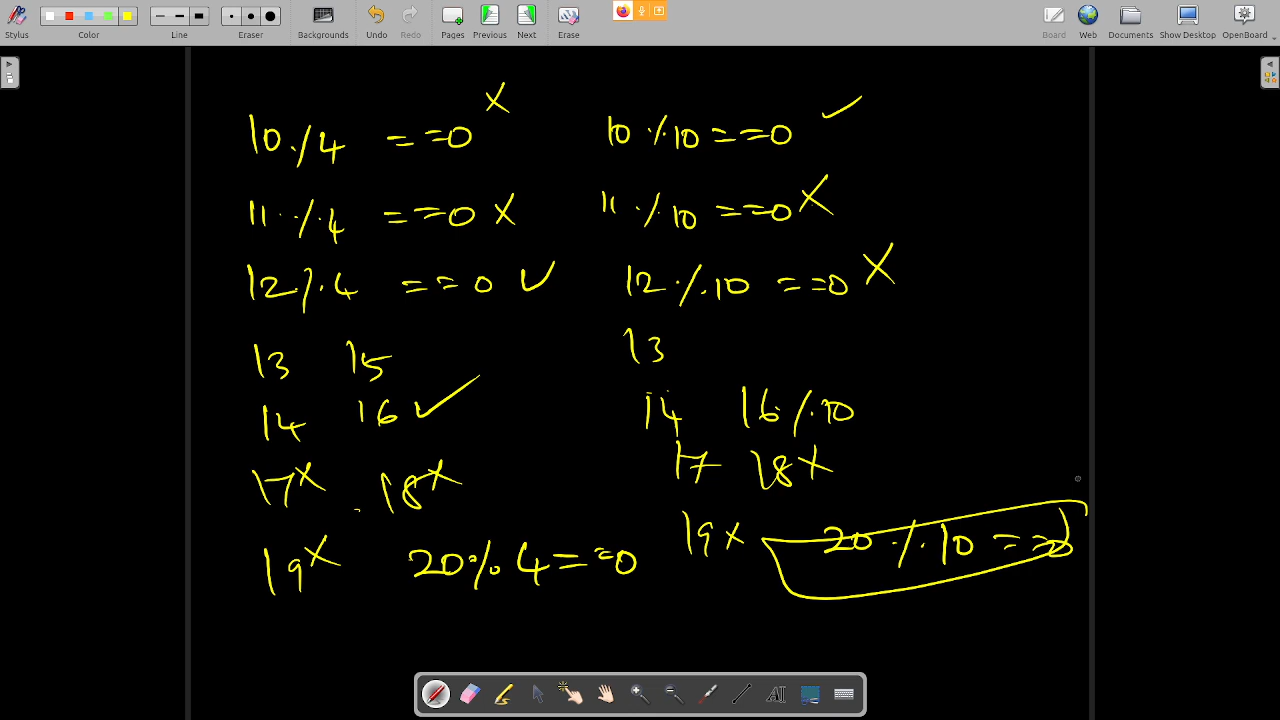 Stylus Color Line Eraser Backgrounds Undo Redo Pages Previous Next Erase Board Web Documents Show Desktop OpenBoard
10 % 4 == 0 X 10 % 10 == 0 ✓
11 % 4 == 0 X 11 % 10 == 0 X
12 % 4 == 0 ✓ 12 % 10 == 0 X
13 15 13
14 16 ✓ 14 16 % 10
17 X 18 X 17 18 X
19 X 20 % 4 == 0 19 X 20 % 10 == 0
AI